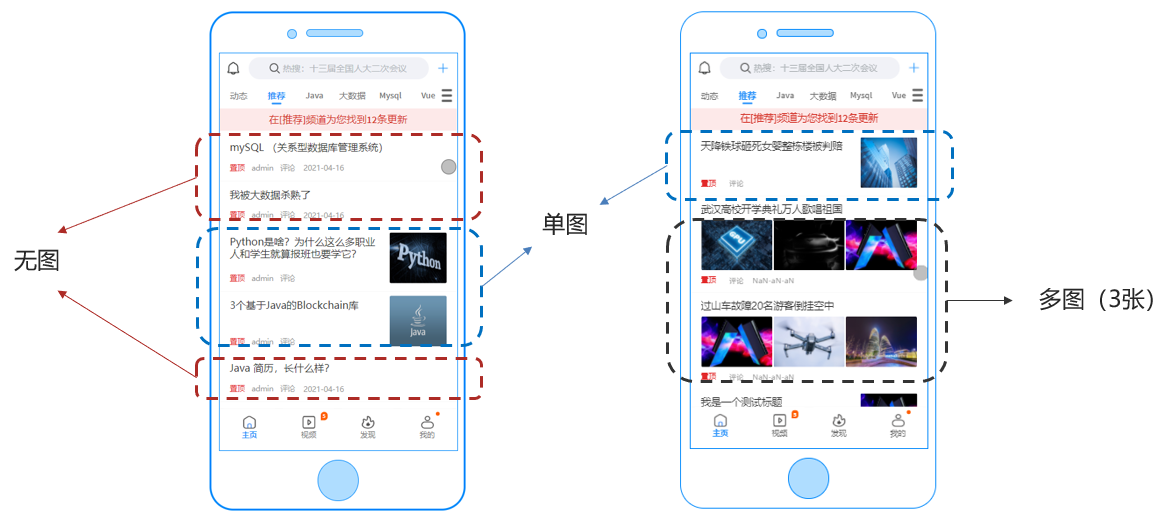 热搜：十三届全国人大二次会议
动态 推荐 Java 大数据 Mysql Vue
在[推荐]频道为您找到12条更新
mySQL （关系型数据库管理系统）
置顶 admin 评论 2021-04-16
我被大数据杀熟了
置顶 admin 评论 2021-04-16
Python是啥？为什么这么多职业
人和学生就算报班也要学它？
Python
置顶 admin 评论
3个基于Java的Blockchain库
Java
置顶 admin 评论
Java 简历，长什么样？
置顶 admin 评论 2021-04-16
5
主页 视频 发现 我的
无图
单图
热搜：十三届全国人大二次会议
动态 推荐 Java 大数据 Mysql Vue
在[推荐]频道为您找到12条更新
天降铁球砸死女婴整栋楼被判赔
置顶 评论
武汉高校开学典礼万人歌唱祖国
CPU
置顶 评论 NaN-aN-aN
过山车故障20名游客倒挂空中
置顶 评论 NaN-aN-aN
我是一个测试标题
主页 视频 发现 我的
多图（3张）